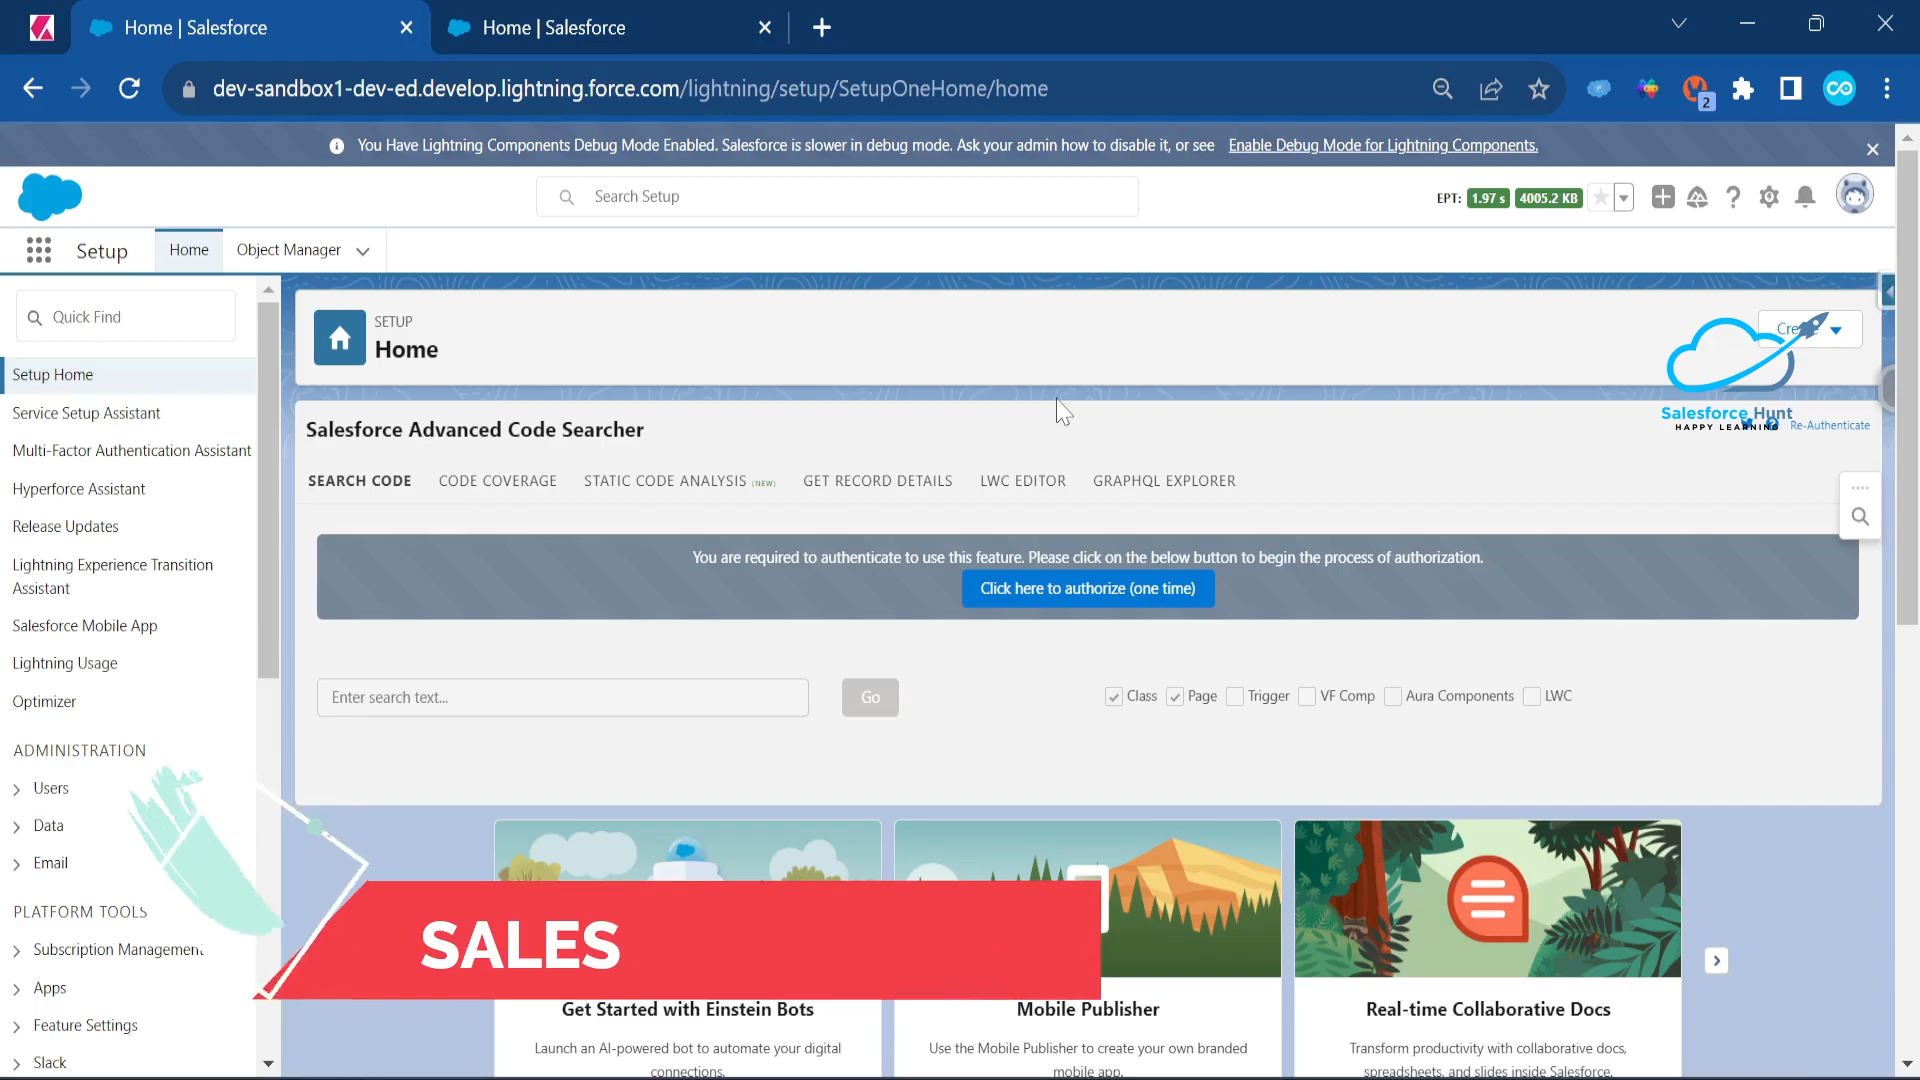 Home | Salesforce
Home | Salesforce
dev-sandbox1-dev-ed.develop.lightning.force.com/lightning/setup/SetupOneHome/home
2
You Have Lightning Components Debug Mode Enabled. Salesforce is slower in debug mode. Ask your admin how to disable it, or see Enable Debug Mode for Lightning Components.
Search Setup
EPT: 1.97 s 4005.2 KB
Setup
Home
Object Manager
Quick Find
SETUP
Home
Setup Home
Service Setup Assistant
Multi-Factor Authentication Assistant
Hyperforce Assistant
Release Updates
Lightning Experience Transition
Assistant
Salesforce Mobile App
Lightning Usage
Optimizer
ADMINISTRATION
Users
Data
Email
PLATFORM TOOLS
Subscription Management
Apps
Feature Settings
Slack
Salesforce Hunt
HAPPY LEARNING
Re-Authenticate
Salesforce Advanced Code Searcher
SEARCH CODE
CODE COVERAGE
STATIC CODE ANALYSIS (NEW)
GET RECORD DETAILS
LWC EDITOR
GRAPHQL EXPLORER
You are required to authenticate to use this feature. Please click on the below button to begin the process of authorization.
Click here to authorize (one time)
Enter search text...
Go
Class
Page
Trigger
VF Comp
Aura Components
LWC
SALES
Get Started with Einstein Bots
Launch an AI-powered bot to automate your digital
connections.
Mobile Publisher
Use the Mobile Publisher to create your own branded
mobile app.
Real-time Collaborative Docs
Transform productivity with collaborative docs,
spreadsheets, and slides inside Salesforce.